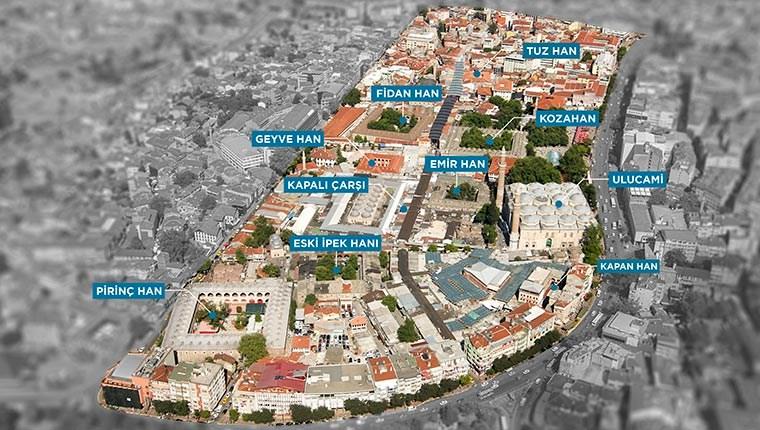 TUZ HAN
FİDAN HAN
KOZAHAN
GEYVE HAN
EMİR HAN
KAPALI ÇARŞI
ULUCAMİ
ESKİ İPEK HANI
KAPAN HAN
PİRİNÇ HAN